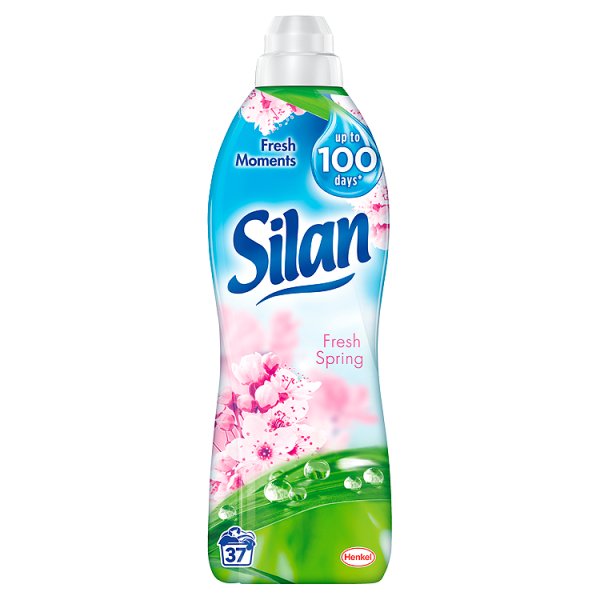 Fresh
Moments
up to
100
days*
Silan
Fresh
Spring
37
Henkel